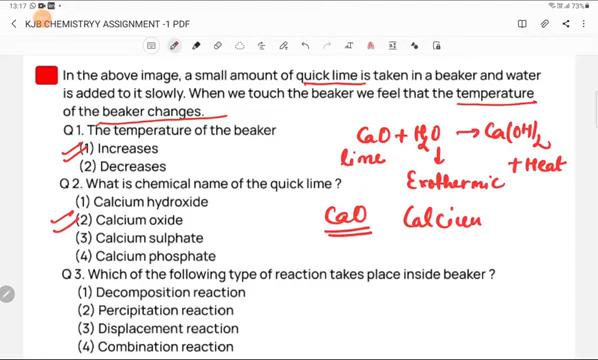 13:17
73%
KJB CHEMISTRYY ASSIGNMENT -1 PDF
In the above image, a small amount of quick lime is taken in a beaker and water
is added to it slowly. When we touch the beaker we feel that the temperature
of the beaker changes.
Q 1. The temperature of the beaker
(1) Increases
(2) Decreases
CaO + H2O → Ca(OH)2
lime
+ Heat
Exothermic
Q 2. What is chemical name of the quick lime ?
(1) Calcium hydroxide
(2) Calcium oxide
(3) Calcium sulphate
(4) Calcium phosphate
CaO Calcium
Q 3. Which of the following type of reaction takes place inside beaker ?
(1) Decomposition reaction
(2) Percipitation reaction
(3) Displacement reaction
(4) Combination reaction